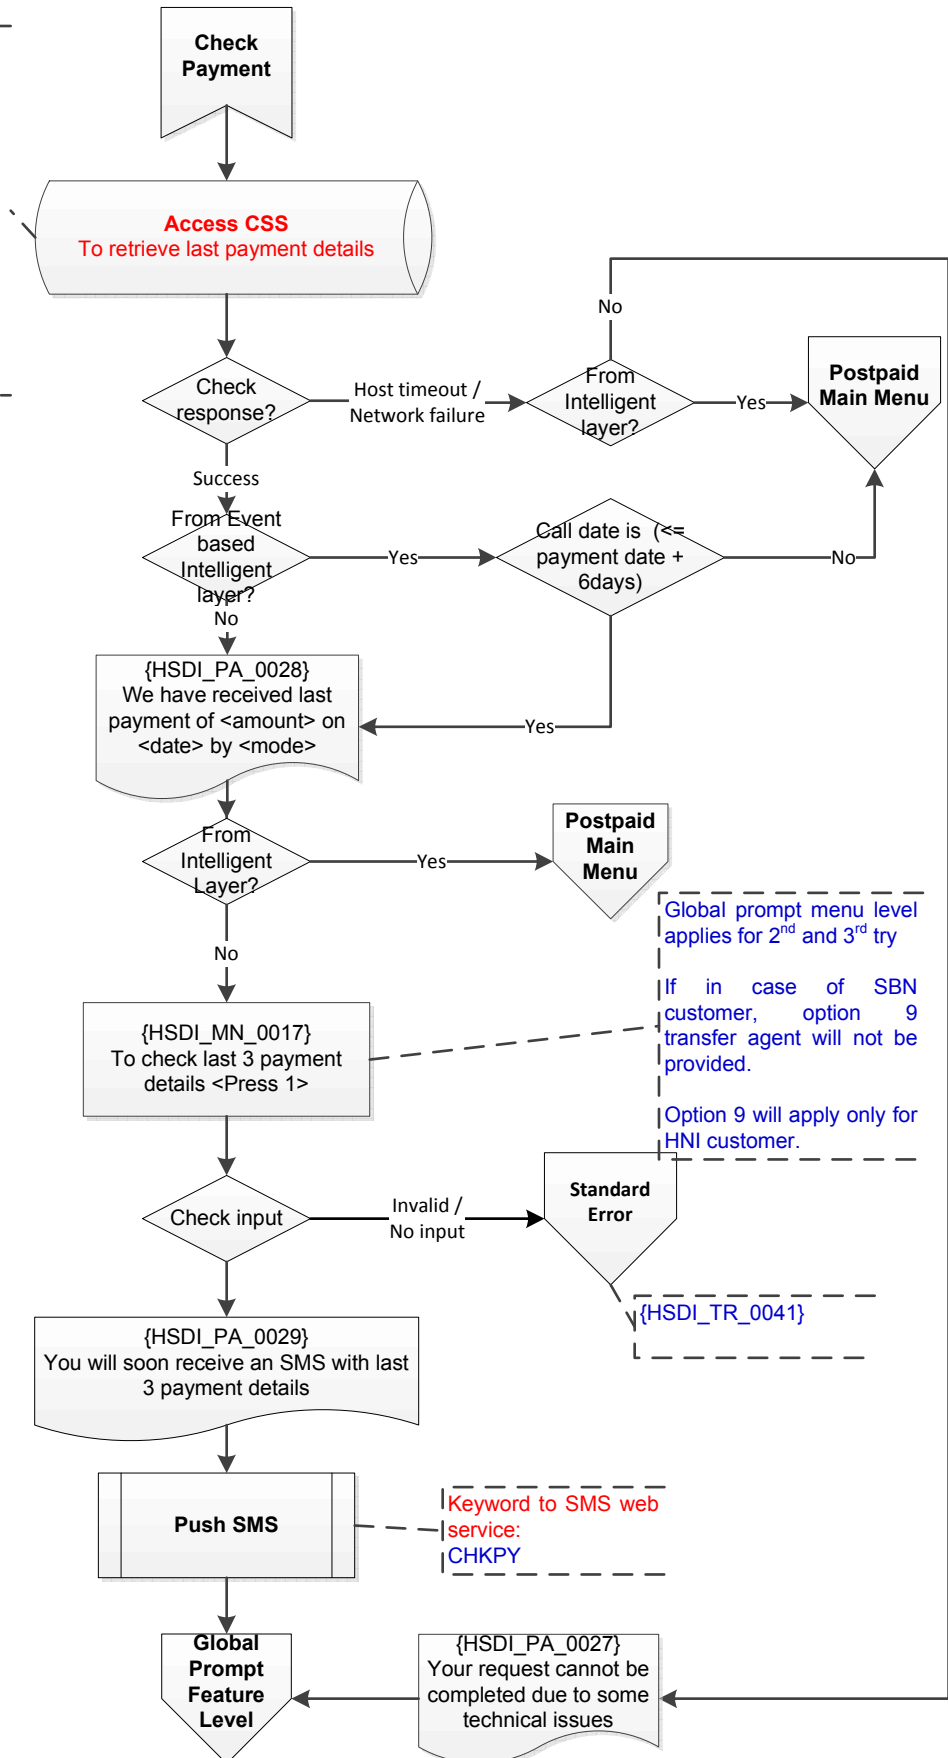 Check
Payment
Access CSS
To retrieve last payment details
No
Check
response?
Host timeout /
Network failure
From
Intelligent
layer?
Yes
Postpaid
Main Menu
Success
From Event
based
Intelligent
layer?
Yes
Call date is (<=
payment date +
6days)
No
No
{HSDI_PA_0028}
We have received last
payment of <amount> on
<date> by <mode>
Yes
From
Intelligent
Layer?
Yes
Postpaid
Main
Menu
No
Global prompt menu level
applies for 2nd and 3rd try
If in case of SBN
customer, option 9
transfer agent will not be
provided.
Option 9 will apply only for
HNI customer.
{HSDI_MN_0017}
To check last 3 payment
details <Press 1>
Check input
Invalid /
No input
Standard
Error
{HSDI_TR_0041}
{HSDI_PA_0029}
You will soon receive an SMS with last
3 payment details
Push SMS
Keyword to SMS web
service:
CHKPY
Global
Prompt
Feature
Level
{HSDI_PA_0027}
Your request cannot be
completed due to some
technical issues